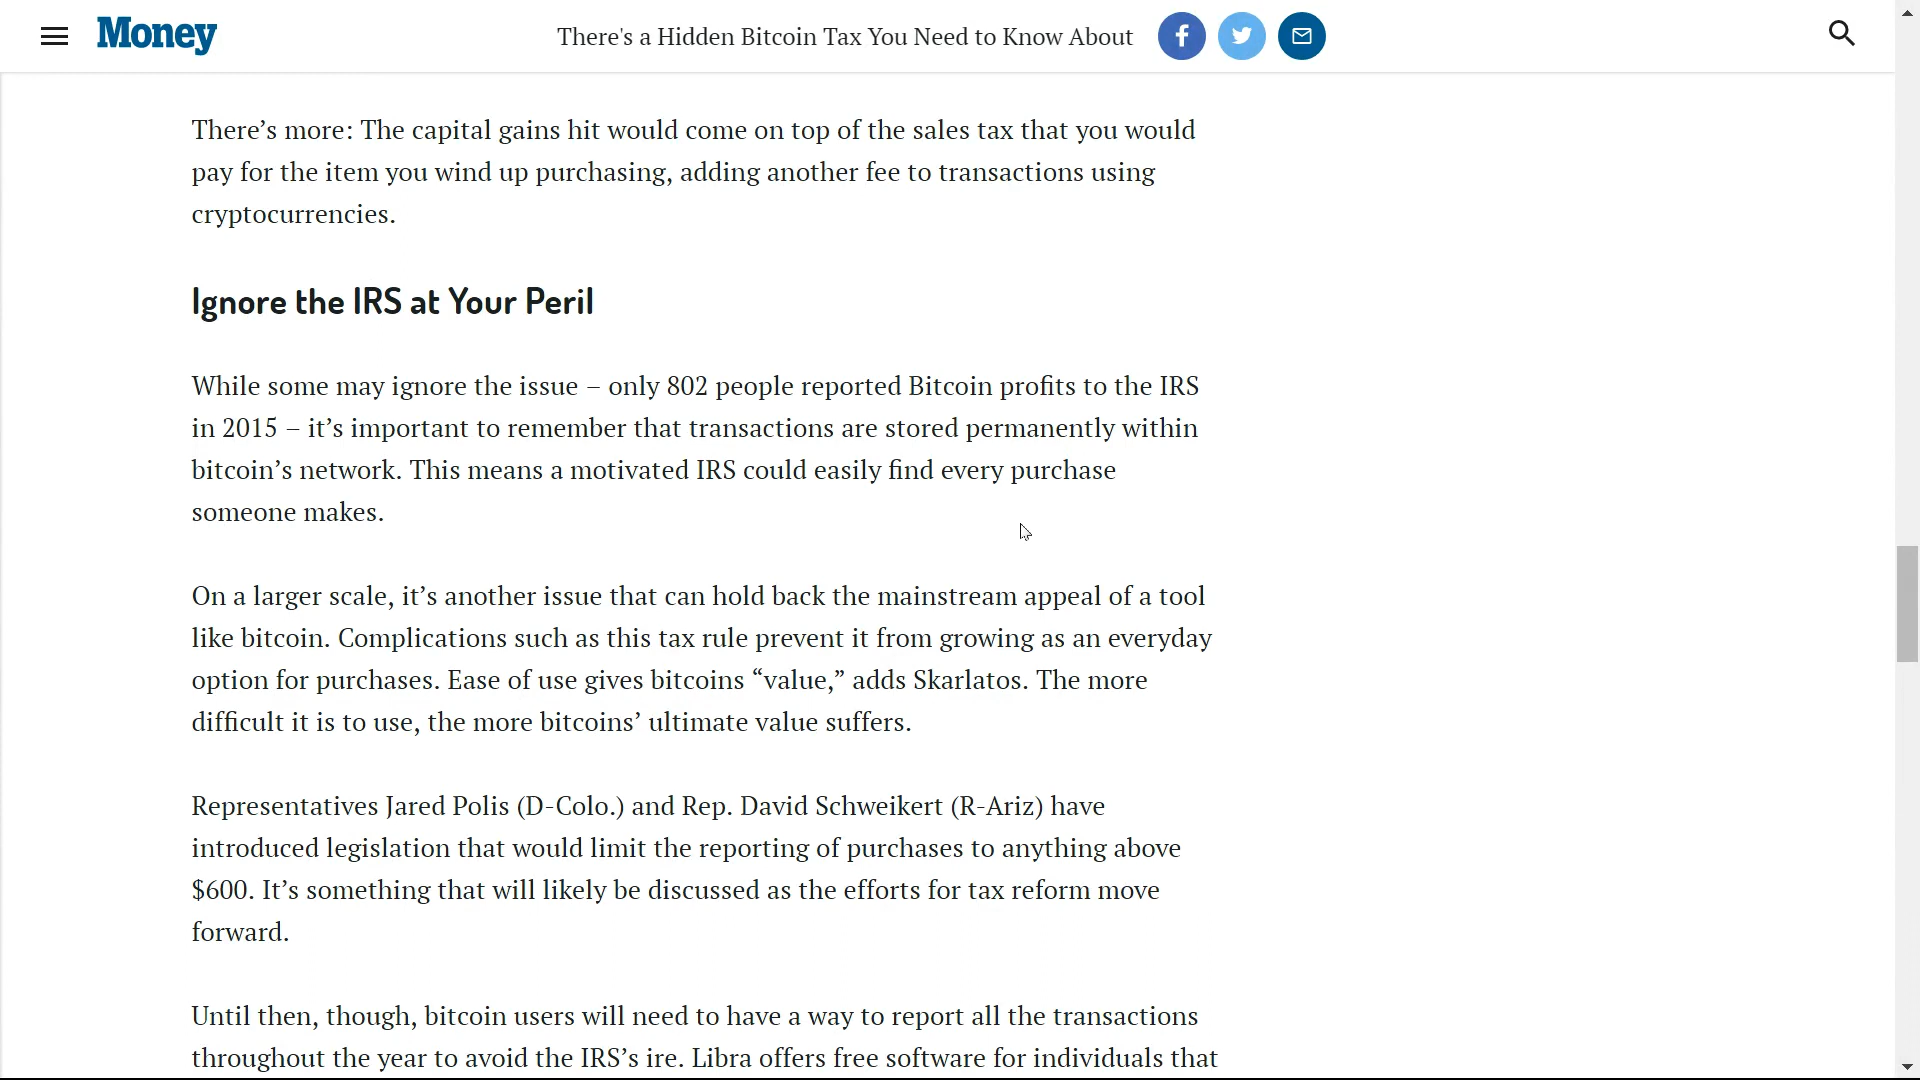 Money
There's a Hidden Bitcoin Tax You Need to Know About
There’s more: The capital gains hit would come on top of the sales tax that you would
pay for the item you wind up purchasing, adding another fee to transactions using
cryptocurrencies.
Ignore the IRS at Your Peril
While some may ignore the issue – only 802 people reported Bitcoin profits to the IRS
in 2015 – it’s important to remember that transactions are stored permanently within
bitcoin’s network. This means a motivated IRS could easily find every purchase
someone makes.
On a larger scale, it’s another issue that can hold back the mainstream appeal of a tool
like bitcoin. Complications such as this tax rule prevent it from growing as an everyday
option for purchases. Ease of use gives bitcoins “value,” adds Skarlatos. The more
difficult it is to use, the more bitcoins’ ultimate value suffers.
Representatives Jared Polis (D-Colo.) and Rep. David Schweikert (R-Ariz) have
introduced legislation that would limit the reporting of purchases to anything above
$600. It’s something that will likely be discussed as the efforts for tax reform move
forward.
Until then, though, bitcoin users will need to have a way to report all the transactions
throughout the year to avoid the IRS’s ire. Libra offers free software for individuals that